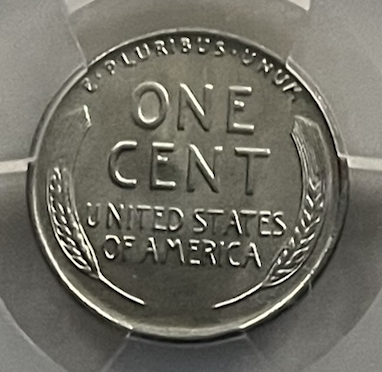 E · PLURIBUS · UNUM
ONE
CENT
UNITED STATES
OF AMERICA